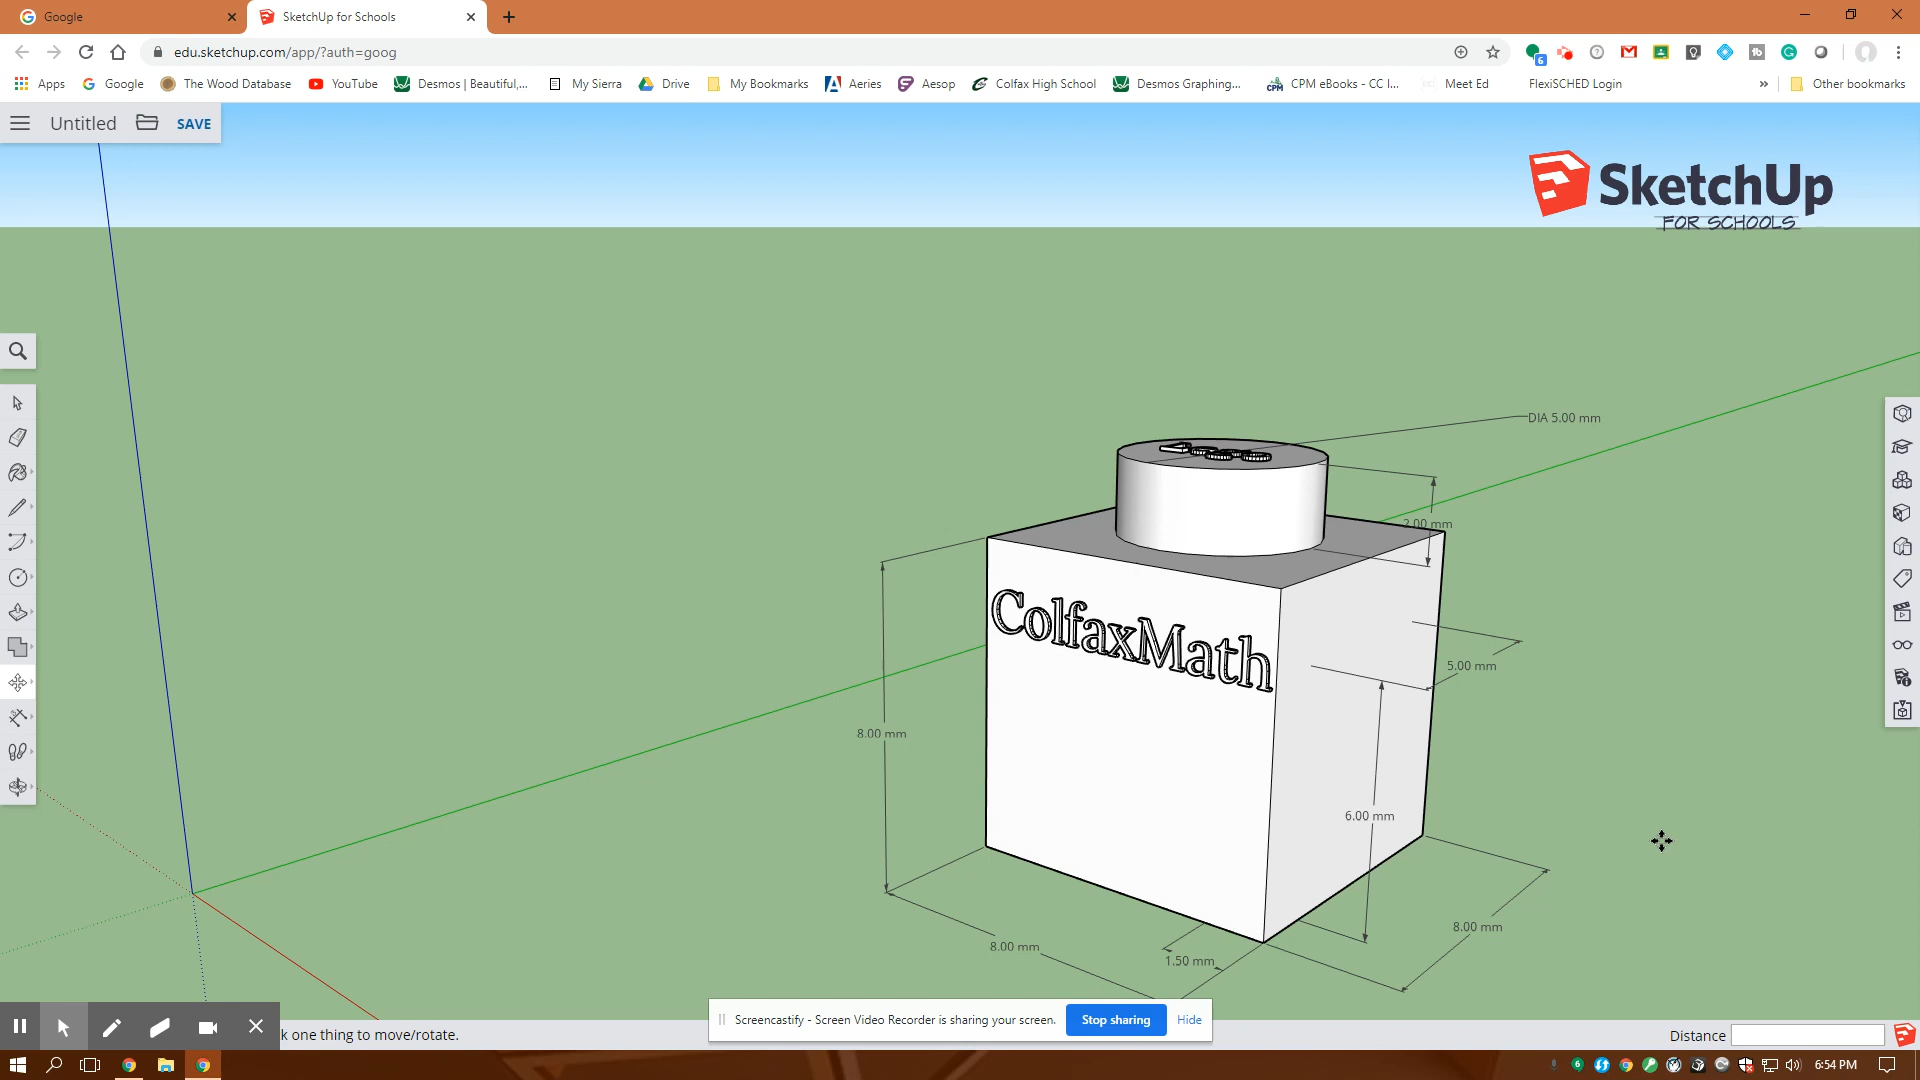 Google
SketchUp for Schools
edu.sketchup.com/app/?auth=goog
6
Apps
Google
The Wood Database
YouTube
Desmos | Beautiful,...
My Sierra
Drive
My Bookmarks
Aeries
Aesop
Colfax High School
Desmos Graphing...
CPM
CPM eBooks - CC I...
Meet Ed
FlexiSCHED Login
»
Other bookmarks
Untitled
SAVE
SketchUp
FOR SCHOOLS
DIA 5.00 mm
2.00 mm
ColfaxMath
5.00 mm
8.00 mm
6.00 mm
8.00 mm
8.00 mm
1.50 mm
Screencastify - Screen Video Recorder is sharing your screen.
Stop sharing
Hide
k one thing to move/rotate.
Distance
6:54 PM